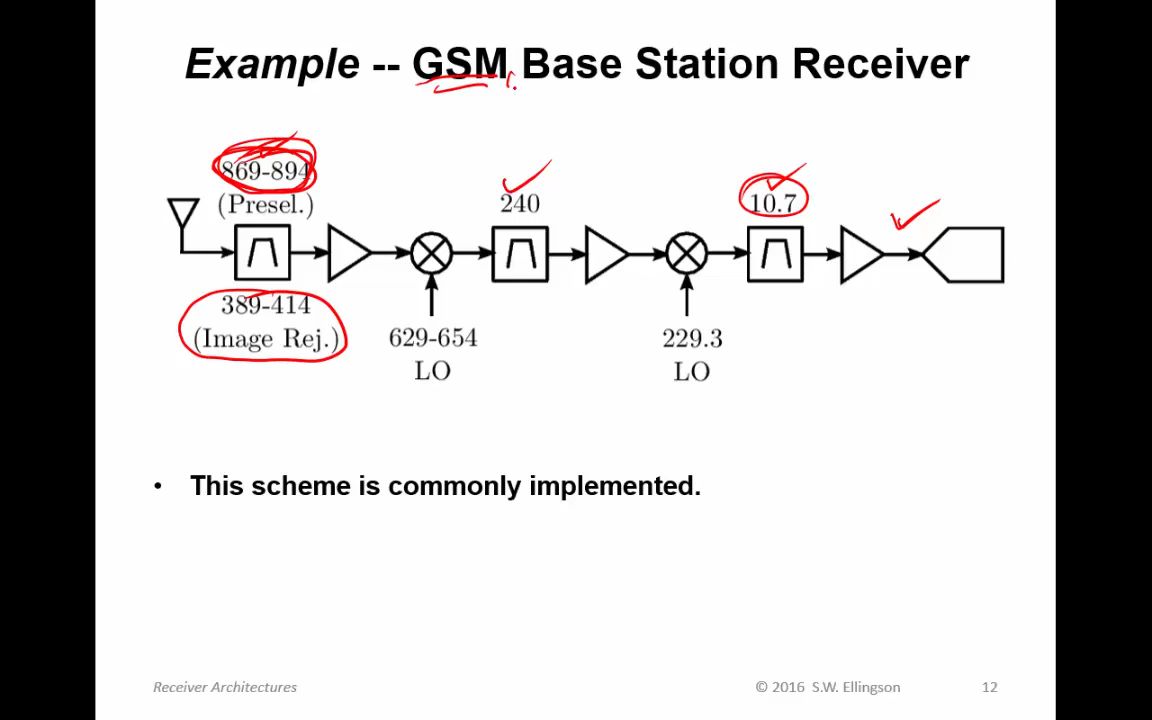 Example -- GSM Base Station Receiver
869-894
(Presel.)
240
10.7
389-414
(Image Rej.)
629-654
LO
229.3
LO
• This scheme is commonly implemented.
Receiver Architectures
© 2016 S.W. Ellingson
12